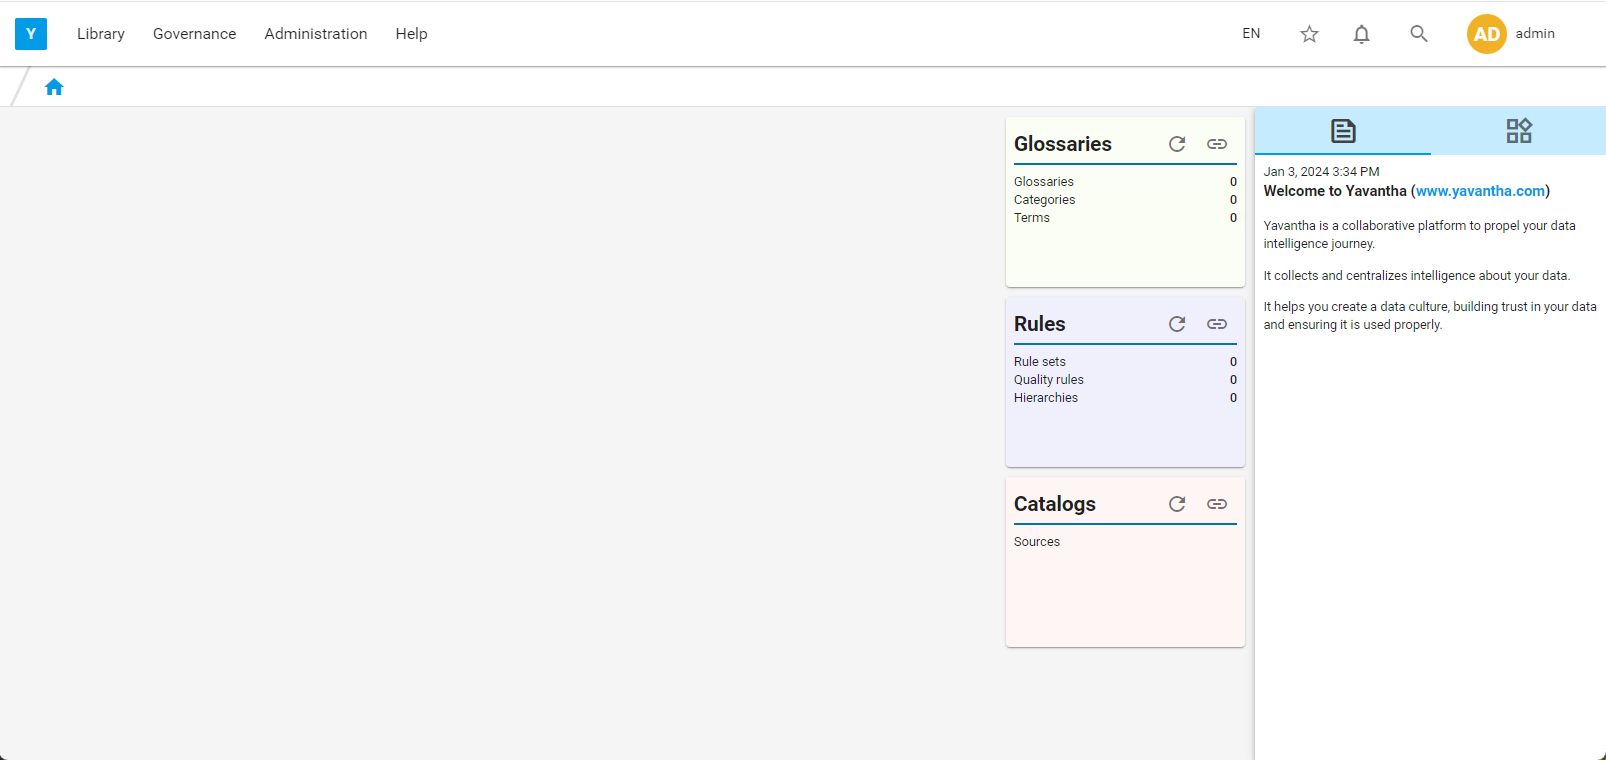 Y Library Governance Administration Help EN AD admin
Glossaries
Glossaries 0
Categories 0
Terms 0
Rules
Rule sets 0
Quality rules 0
Hierarchies 0
Catalogs
Sources
Jan 3, 2024 3:34 PM
Welcome to Yavantha (www.yavantha.com)
Yavantha is a collaborative platform to propel your data
intelligence journey.
It collects and centralizes intelligence about your data.
It helps you create a data culture, building trust in your data
and ensuring it is used properly.